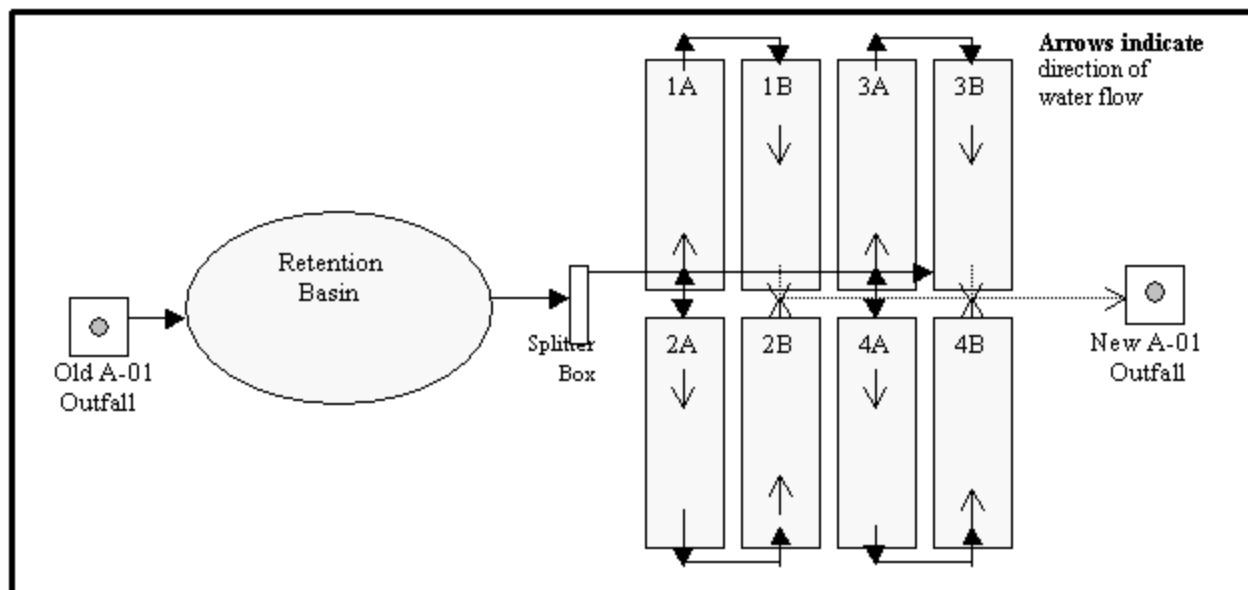 Arrows indicate
direction of
water flow
1A
1B
3A
3B
Retention
Basin
Old A-01
Outfall
Splitter
Box
2A
2B
4A
4B
New A-01
Outfall